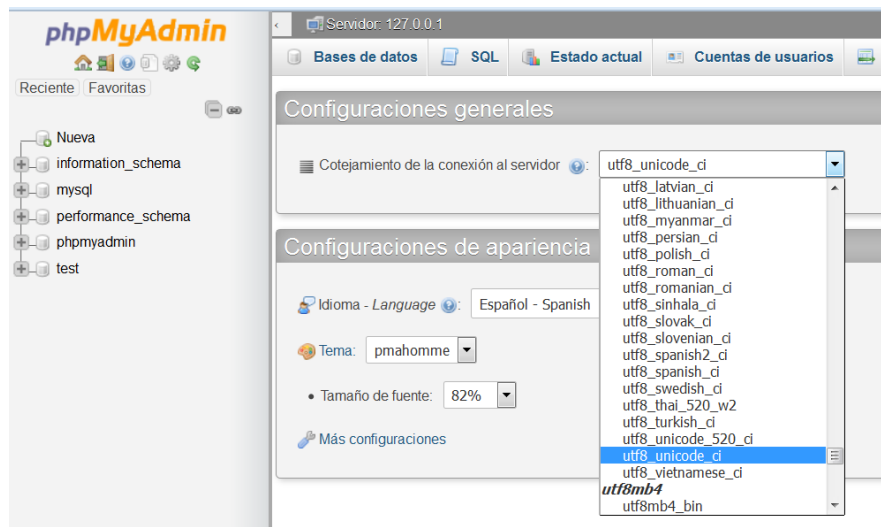 phpMyAdmin
Reciente Favoritas
Nueva
information_schema
mysql
performance_schema
phpmyadmin
test
Servidor: 127.0.0.1
Bases de datos SQL Estado actual Cuentas de usuarios
Configuraciones generales
Cotejamiento de la conexión al servidor : utf8_unicode_ci
utf8_latvian_ci
utf8_lithuanian_ci
utf8_myanmar_ci
utf8_persian_ci
utf8_polish_ci
utf8_roman_ci
utf8_romanian_ci
utf8_sinhala_ci
utf8_slovak_ci
utf8_slovenian_ci
utf8_spanish2_ci
utf8_spanish_ci
utf8_swedish_ci
utf8_thai_520_w2
utf8_turkish_ci
utf8_unicode_520_ci
utf8_unicode_ci
utf8_vietnamese_ci
utf8mb4
utf8mb4_bin
Configuraciones de apariencia
Idioma - Language : Español - Spanish
Tema: pmahomme
• Tamaño de fuente: 82%
Más configuraciones